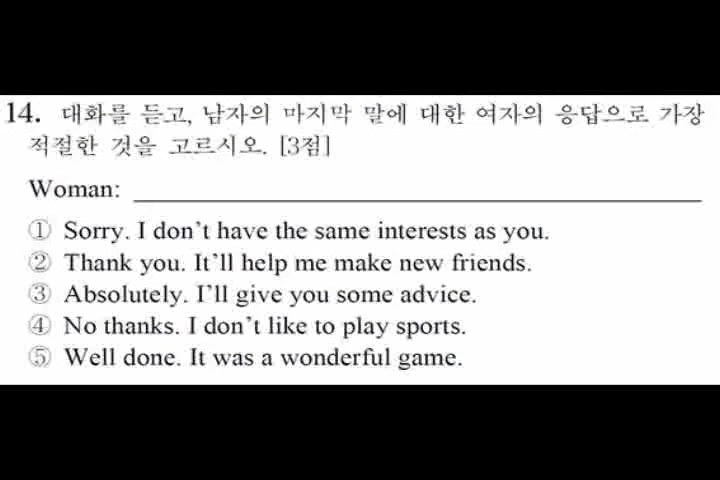 14. 대화를 듣고, 남자의 마지막 말에 대한 여자의 응답으로 가장
적절한 것을 고르시오. [3점]
Woman:
① Sorry. I don't have the same interests as you.
② Thank you. It'll help me make new friends.
③ Absolutely. I'll give you some advice.
④ No thanks. I don't like to play sports.
⑤ Well done. It was a wonderful game.